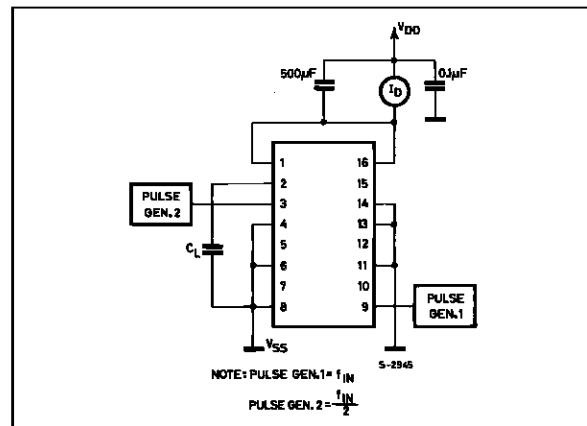 VDD
500µF
ID
0.1µF
1 16
2 15
PULSE GEN.2
3 14
4 13
CL
5 12
6 11
7 10
8 9
PULSE GEN.1
VSS
S-2945
NOTE: PULSE GEN.1= fIN
PULSE GEN. 2 = fIN
2